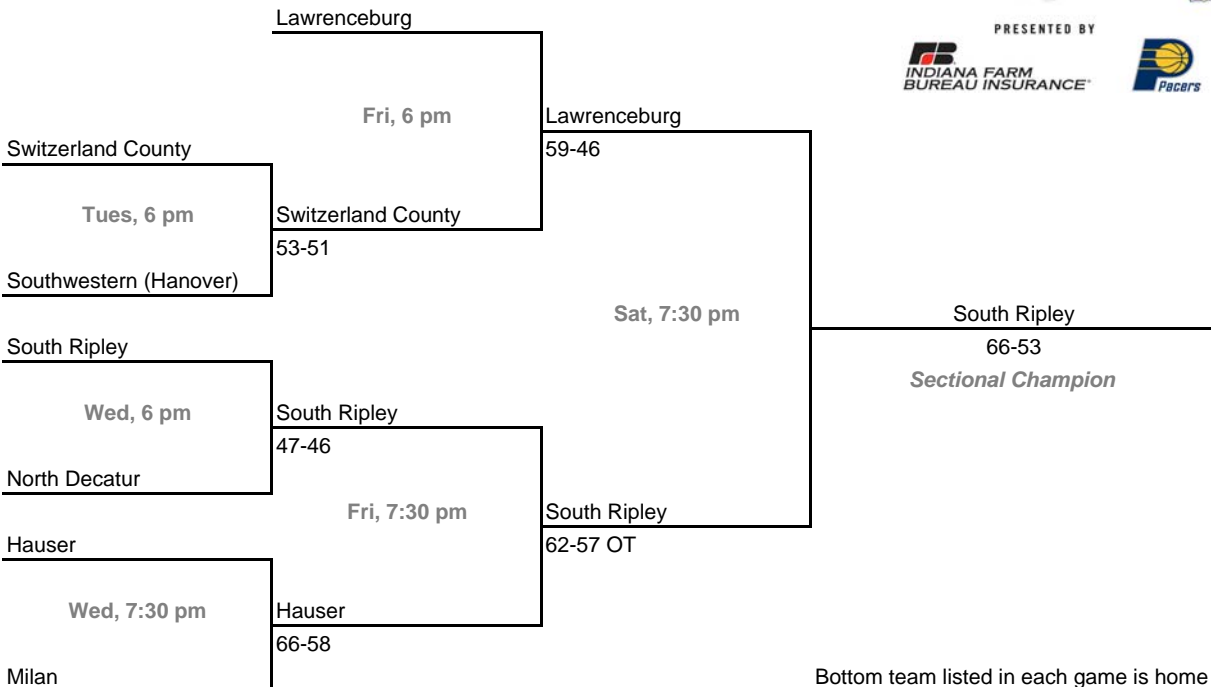 Lawrenceburg
PRESENTED BY
INDIANA FARM
BUREAU INSURANCE
Pacers
Fri, 6 pm
Lawrenceburg
Switzerland County
59-46
Tues, 6 pm
Switzerland County
53-51
Southwestern (Hanover)
Sat, 7:30 pm
South Ripley
South Ripley
66-53
Sectional Champion
Wed, 6 pm
South Ripley
47-46
North Decatur
Fri, 7:30 pm
South Ripley
Hauser
62-57 OT
Wed, 7:30 pm
Hauser
66-58
Milan
Bottom team listed in each game is home